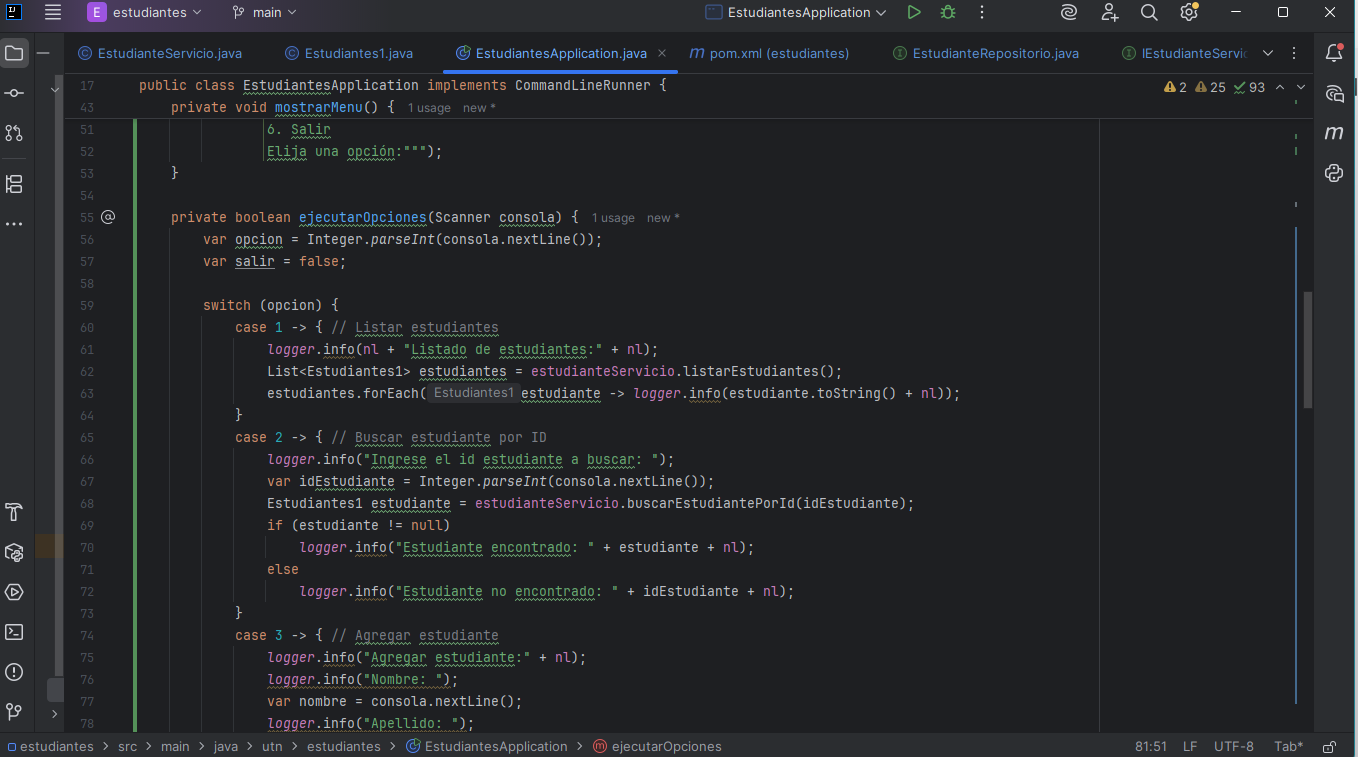 E estudiantes main EstudiantesApplication
EstudianteServicio.java Estudiantes1.java EstudiantesApplication.java pom.xml (estudiantes) EstudianteRepositorio.java IEstudianteServic
17 public class EstudiantesApplication implements CommandLineRunner { 2 25 93
43 private void mostrarMenu() { 1 usage new *
51 6. Salir
52 Elija una opción:""");
53 }
54
55 private boolean ejecutarOpciones(Scanner consola) { 1 usage new *
56 var opcion = Integer.parseInt(consola.nextLine());
57 var salir = false;
58
59 switch (opcion) {
60 case 1 -> { // Listar estudiantes
61 logger.info(nl + "Listado de estudiantes:" + nl);
62 List<Estudiantes1> estudiantes = estudianteServicio.listarEstudiantes();
63 estudiantes.forEach( Estudiantes1 estudiante -> logger.info(estudiante.toString() + nl));
64 }
65 case 2 -> { // Buscar estudiante por ID
66 logger.info("Ingrese el id estudiante a buscar: ");
67 var idEstudiante = Integer.parseInt(consola.nextLine());
68 Estudiantes1 estudiante = estudianteServicio.buscarEstudiantePorId(idEstudiante);
69 if (estudiante != null)
70 logger.info("Estudiante encontrado: " + estudiante + nl);
71 else
72 logger.info("Estudiante no encontrado: " + idEstudiante + nl);
73 }
74 case 3 -> { // Agregar estudiante
75 logger.info("Agregar estudiante:" + nl);
76 logger.info("Nombre: ");
77 var nombre = consola.nextLine();
78 logger.info("Apellido: ");
estudiantes > src > main > java > utn > estudiantes > EstudiantesApplication > ejecutarOpciones 81:51 LF UTF-8 Tab*